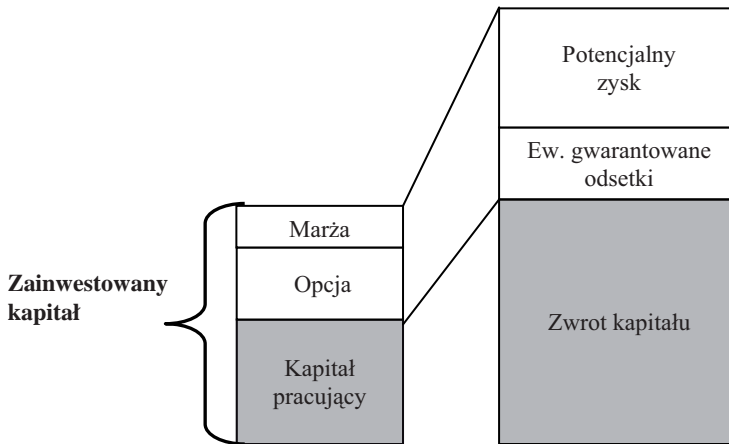 Zainwestowany
kapitał
Marża
Opcja
Kapitał
pracujący
Potencjalny
zysk
Ew. gwarantowane
odsetki
Zwrot kapitału